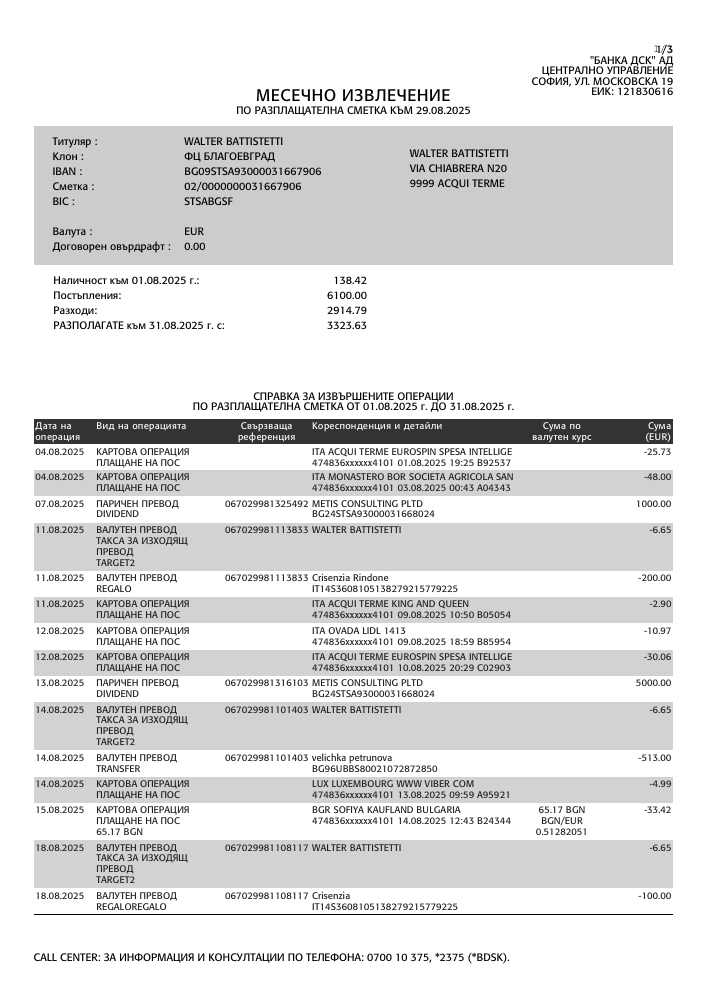 1/3
"БАНКА ДСК" АД
ЦЕНТРАЛНО УПРАВЛЕНИЕ
СОФИЯ, УЛ. МОСКОВСКА 19
ЕИК: 121830616
МЕСЕЧНО ИЗВЛЕЧЕНИЕ
ПО РАЗПЛАЩАТЕЛНА СМЕТКА КЪМ 29.08.2025
Титуляр : WALTER BATTISTETTI
Клон : ФЦ БЛАГОЕВГРАД
IBAN : BG09STSA93000031667906
Сметка : 02/0000000031667906
BIC : STSABGSF
WALTER BATTISTETTI
VIA CHIABRERA N20
9999 ACQUI TERME
Валута : EUR
Договорен овърдрафт : 0.00
Наличност към 01.08.2025 г.: 138.42
Постъпления: 6100.00
Разходи: 2914.79
РАЗПОЛАГАТЕ към 31.08.2025 г. с: 3323.63
СПРАВКА ЗА ИЗВЪРШЕНИТЕ ОПЕРАЦИИ
ПО РАЗПЛАЩАТЕЛНА СМЕТКА ОТ 01.08.2025 г. ДО 31.08.2025 г.
Дата на Вид на операцията Свързваща Кореспонденция и детайли Сума по Сума
операция референция валутен курс (EUR)
04.08.2025 КАРТОВА ОПЕРАЦИЯ ITA ACQUI TERME EUROSPIN SPESA INTELLIGE -25.73
ПЛАЩАНЕ НА ПОС 474836xxxxxx4101 01.08.2025 19:25 B92537
04.08.2025 КАРТОВА ОПЕРАЦИЯ ITA MONASTERO BOR SOCIETA AGRICOLA SAN -48.00
ПЛАЩАНЕ НА ПОС 474836xxxxxx4101 03.08.2025 00:43 A04343
07.08.2025 ПАРИЧЕН ПРЕВОД 067029981325492 METIS CONSULTING PLTD 1000.00
DIVIDEND BG24STSA93000031668024
11.08.2025 ВАЛУТЕН ПРЕВОД 067029981113833 WALTER BATTISTETTI -6.65
ТАКСА ЗА ИЗХОДЯЩ
ПРЕВОД
TARGET2
11.08.2025 ВАЛУТЕН ПРЕВОД 067029981113833 Crisenzia Rindone -200.00
REGALO IT14S3608105138279215779225
11.08.2025 КАРТОВА ОПЕРАЦИЯ ITA ACQUI TERME KING AND QUEEN -2.90
ПЛАЩАНЕ НА ПОС 474836xxxxxx4101 09.08.2025 10:50 B05054
12.08.2025 КАРТОВА ОПЕРАЦИЯ ITA OVADA LIDL 1413 -10.97
ПЛАЩАНЕ НА ПОС 474836xxxxxx4101 09.08.2025 18:59 B85954
12.08.2025 КАРТОВА ОПЕРАЦИЯ ITA ACQUI TERME EUROSPIN SPESA INTELLIGE -30.06
ПЛАЩАНЕ НА ПОС 474836xxxxxx4101 10.08.2025 20:29 C02903
13.08.2025 ПАРИЧЕН ПРЕВОД 067029981316103 METIS CONSULTING PLTD 5000.00
DIVIDEND BG24STSA93000031668024
14.08.2025 ВАЛУТЕН ПРЕВОД 067029981101403 WALTER BATTISTETTI -6.65
ТАКСА ЗА ИЗХОДЯЩ
ПРЕВОД
TARGET2
14.08.2025 ВАЛУТЕН ПРЕВОД 067029981101403 velichka petrunova -513.00
TRANSFER BG96UBBS80021072872850
14.08.2025 КАРТОВА ОПЕРАЦИЯ LUX LUXEMBOURG WWW VIBER COM -4.99
ПЛАЩАНЕ НА ПОС 474836xxxxxx4101 13.08.2025 09:59 A95921
15.08.2025 КАРТОВА ОПЕРАЦИЯ BGR SOFIYA KAUFLAND BULGARIA 65.17 BGN -33.42
ПЛАЩАНЕ НА ПОС 474836xxxxxx4101 14.08.2025 12:43 B24344 BGN/EUR
65.17 BGN 0.51282051
18.08.2025 ВАЛУТЕН ПРЕВОД 067029981108117 WALTER BATTISTETTI -6.65
ТАКСА ЗА ИЗХОДЯЩ
ПРЕВОД
TARGET2
18.08.2025 ВАЛУТЕН ПРЕВОД 067029981108117 Crisenzia -100.00
REGALOREGALO IT14S3608105138279215779225
CALL CENTER: ЗА ИНФОРМАЦИЯ И КОНСУЛТАЦИИ ПО ТЕЛЕФОНА: 0700 10 375, *2375 (*BDSK).